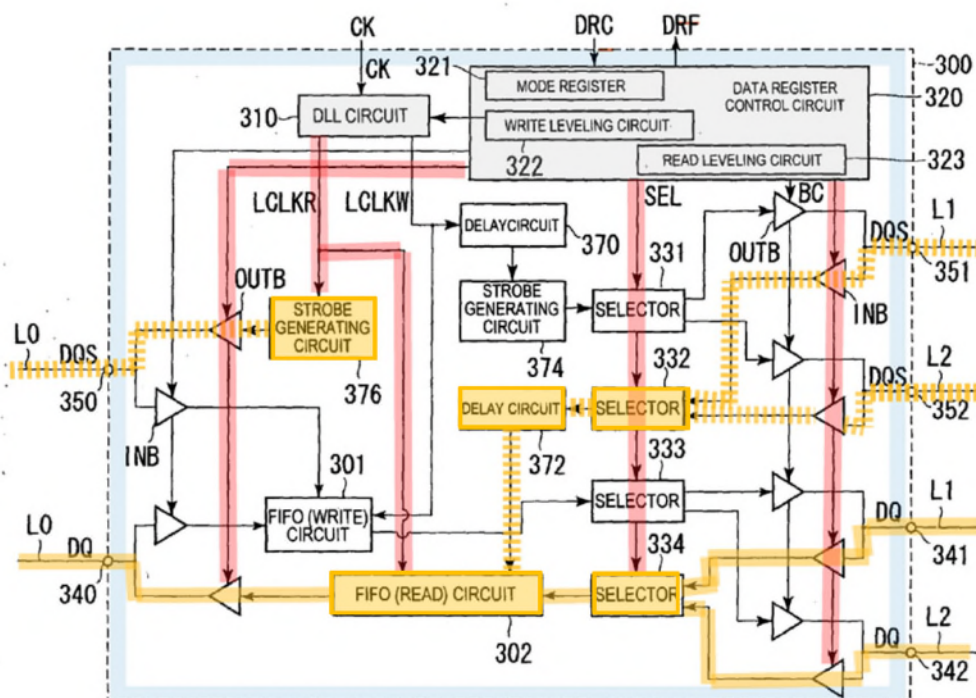 CK
DRC
DRF
300
CK
321
MODE REGISTER
DATA REGISTER
CONTROL CIRCUIT
320
310
DLL CIRCUIT
WRITE LEVELING CIRCUIT
322
READ LEVELING CIRCUIT
323
LCLKR
LCLKW
SEL
BC
DELAYCIRCUIT
370
331
OUTB
DQS
L1
351
OUTB
STROBE
GENERATING
CIRCUIT
376
STROBE
GENERATING
CIRCUIT
374
SELECTOR
INB
L0
DQS
350
332
L2
DQS
352
DELAY CIRCUIT
372
SELECTOR
INB
301
FIFO (WRITE)
CIRCUIT
333
SELECTOR
L1
DQ
341
L0
DQ
340
334
FIFO (READ) CIRCUIT
302
SELECTOR
L2
DQ
342